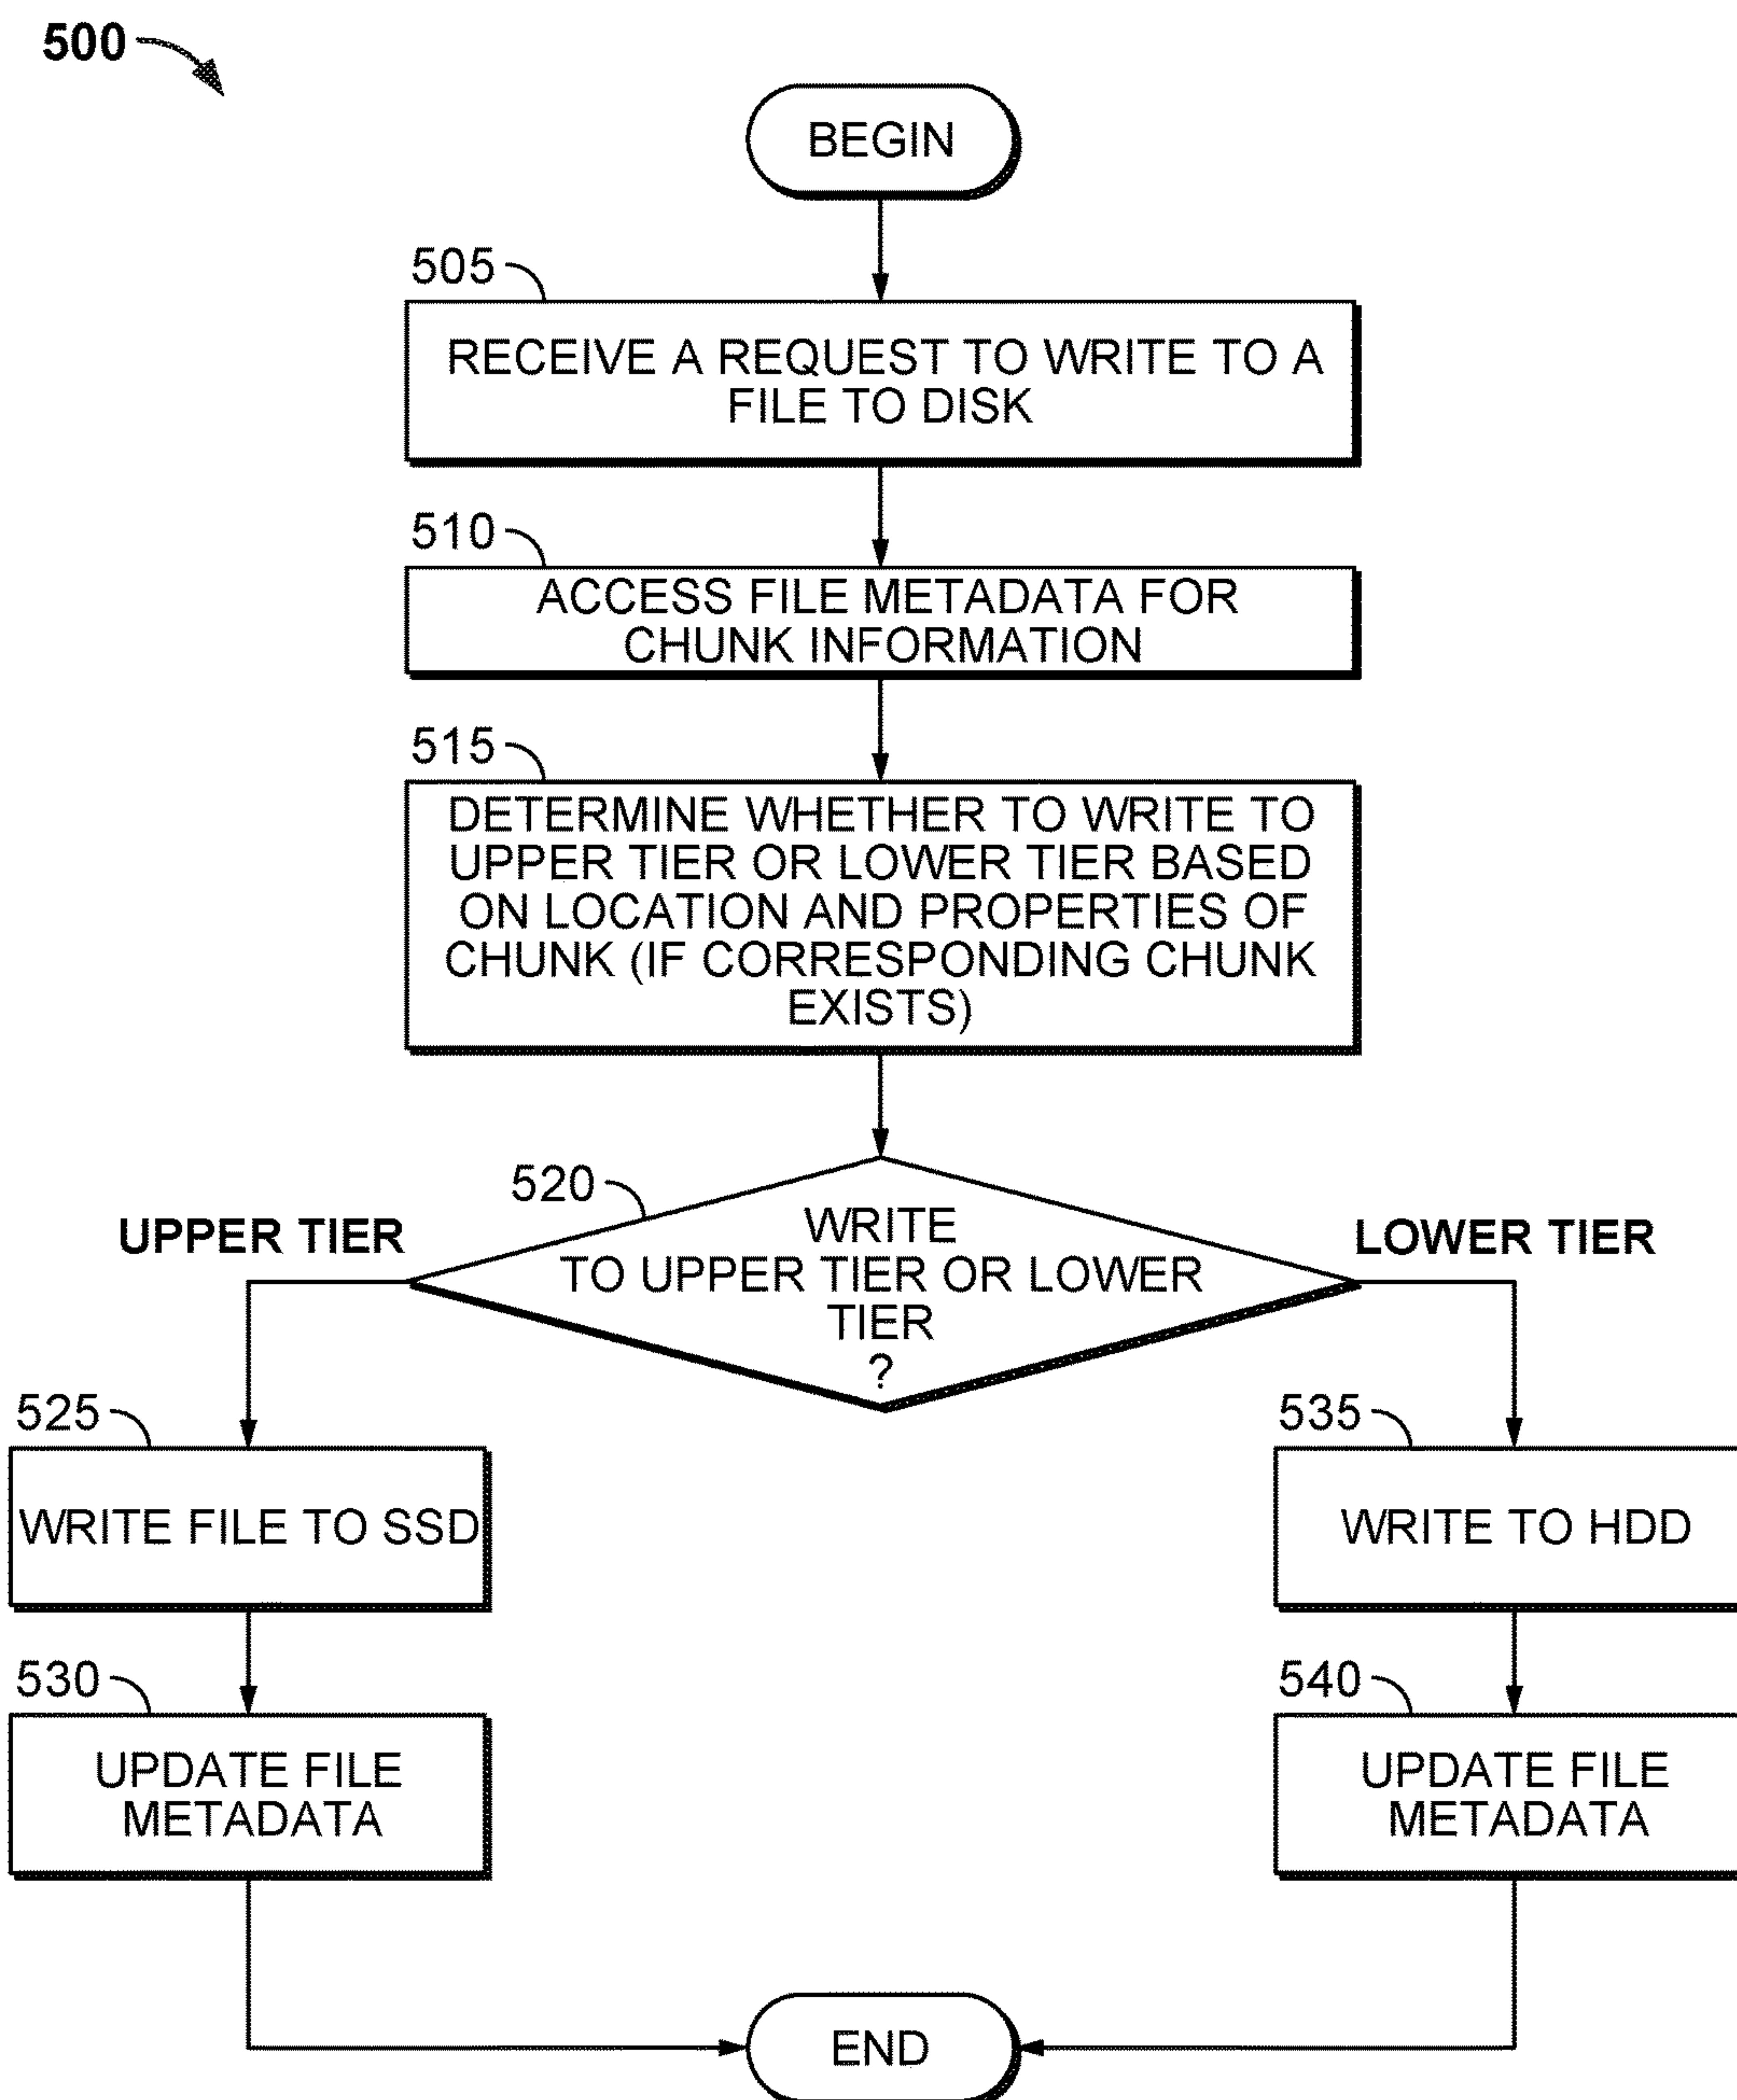 500
BEGIN
505
RECEIVE A REQUEST TO WRITE TO A
FILE TO DISK
510
ACCESS FILE METADATA FOR
CHUNK INFORMATION
515
DETERMINE WHETHER TO WRITE TO
UPPER TIER OR LOWER TIER BASED
ON LOCATION AND PROPERTIES OF
CHUNK (IF CORRESPONDING CHUNK
EXISTS)
520
WRITE
TO UPPER TIER OR LOWER
TIER
?
UPPER TIER
LOWER TIER
525
WRITE FILE TO SSD
530
UPDATE FILE
METADATA
535
WRITE TO HDD
540
UPDATE FILE
METADATA
END